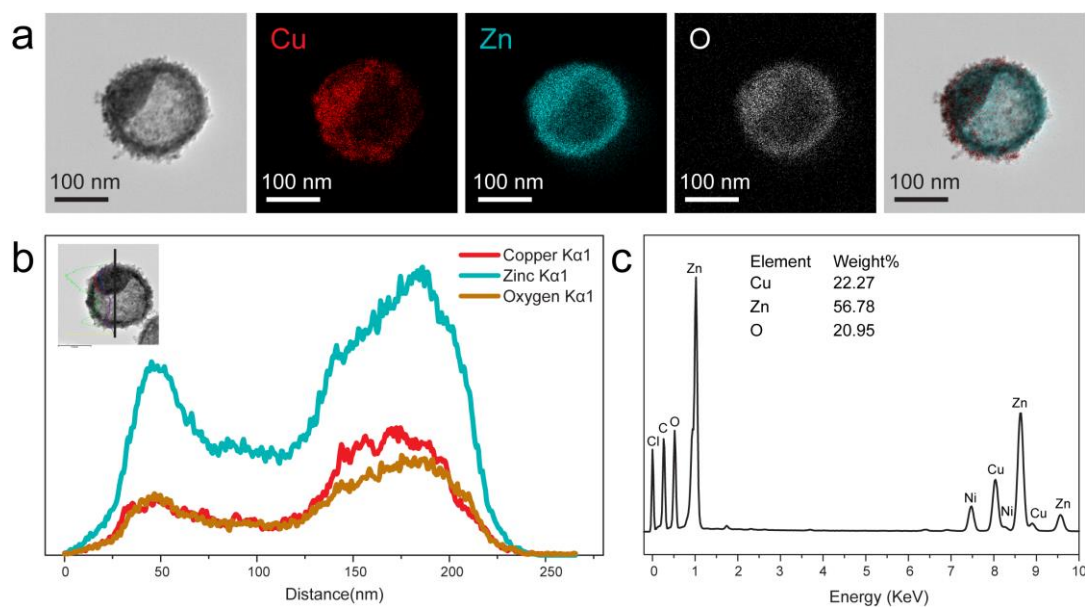 a
Cu
Zn
O
100 nm
100 nm
100 nm
100 nm
100 nm
b
Copper Kα1
Zinc Kα1
Oxygen Kα1
0 50 100 150 200 250
Distance(nm)
c
Element Weight%
Cu 22.27
Zn 56.78
O 20.95
Zn
Cl
C
O
Ni
Cu
Ni
Zn
Cu
Zn
0 1 2 3 4 5 6 7 8 9 10
Energy (KeV)